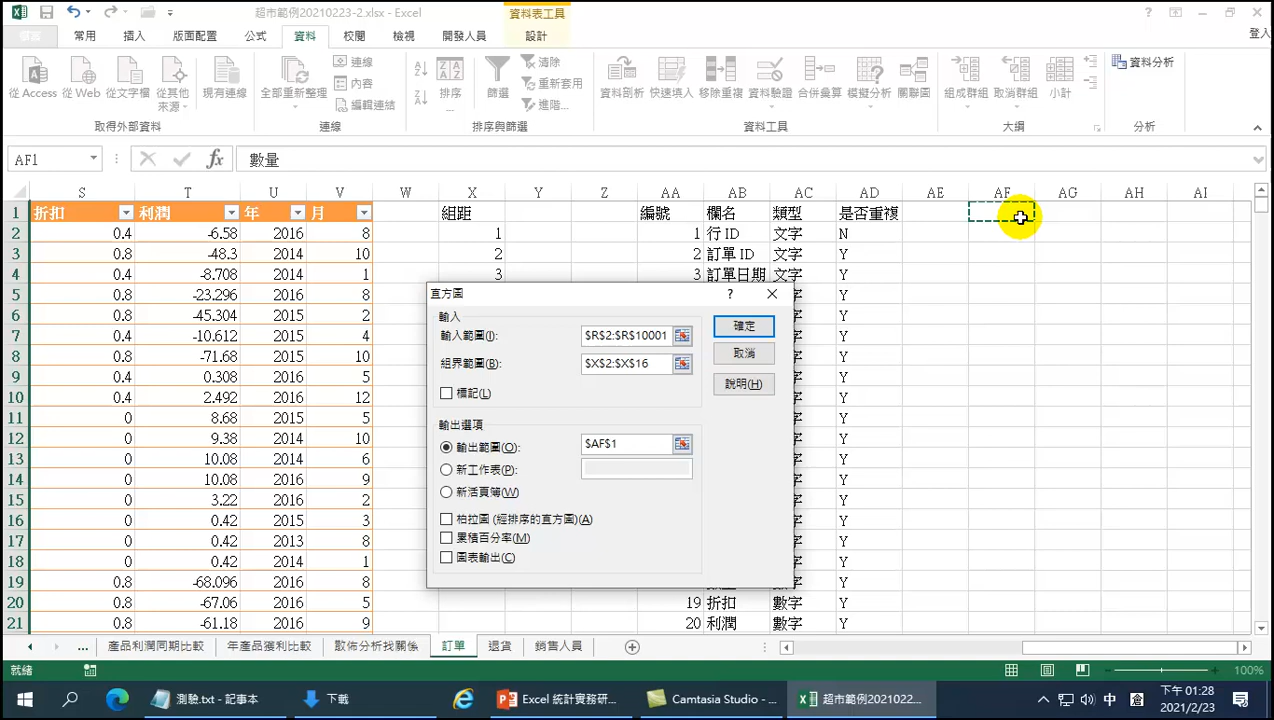 超市範例20210223-2.xlsx - Excel
資料表工具
常用 插入 版面配置 公式 資料 校閱 檢視 開發人員 設計
登入
從 Access 從 Web 從文字檔 從其他來源 現有連線
取得外部資料
全部重新整理 連線 內容 編輯連結
連線
排序... 篩選 清除 重新套用 進階...
排序與篩選
資料剖析 快速填入 移除重複 資料驗證 合併彙算 模擬分析 關聯圖
資料工具
組成群組 取消群組 小計
大綱
資料分析
分析
AF1 fx 數量
S T U V W X Y Z AA AB AC AD AE AF AG AH AI
1 折扣 利潤 年 月 組距 編號 欄名 類型 是否重複
2 0.4 -6.58 2016 8 1 1 行 ID 文字 N
3 0.8 -48.3 2014 10 2 2 訂單 ID 文字 Y
4 0.4 -8.708 2014 1 3 3 訂單日期 文字 Y
5 0.8 -23.296 2016 8 Y
6 0.8 -45.304 2015 2 Y
7 0.4 -10.612 2015 4 Y
8 0.8 -71.68 2015 10 Y
9 0.4 0.308 2016 5 Y
10 0.4 2.492 2016 12 Y
11 0 8.68 2015 5 Y
12 0 9.38 2014 10 Y
13 0 10.08 2014 6 Y
14 0 10.08 2016 9 Y
15 0 3.22 2016 2 Y
16 0 0.42 2015 3 Y
17 0 0.42 2013 8 Y
18 0 0.42 2014 1 Y
19 0.8 -68.096 2016 8 Y
20 0.8 -67.06 2016 5 19 折扣 數字 Y
21 0.8 -61.18 2016 9 20 利潤 數字 Y
直方圖 ?
輸入
輸入範圍(I): $R$2:$R$10001
組界範圍(B): $X$2:$X$16
標記(L)
確定
取消
說明(H)
輸出選項
輸出範圍(O): $AF$1
新工作表(P):
新活頁簿(W)
柏拉圖 (經排序的直方圖)(A)
累積百分率(M)
圖表輸出(C)
... 產品利潤同期比較 年產品獲利比較 散佈分析找關係 訂單 退貨 銷售人員
就緒 100%
測驗.txt - 記事本 下載 Excel 統計實務研... Camtasia Studio - ... 超市範例2021022... 中 下午 01:28
2021/2/23